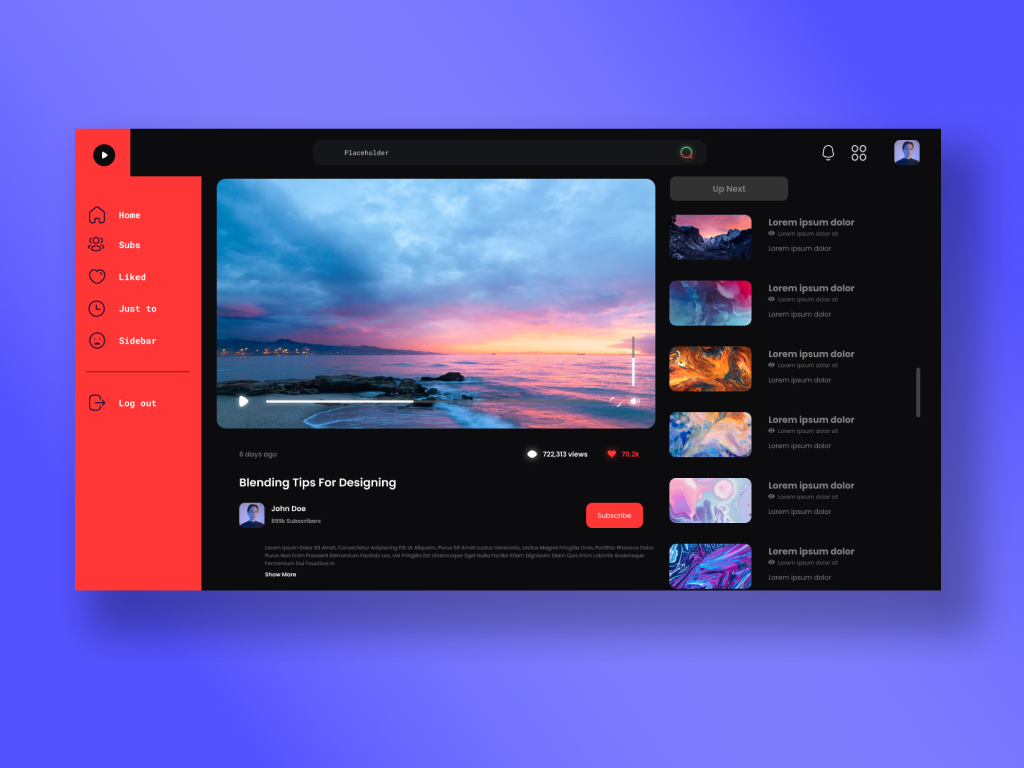 Placeholder
Home
Subs
Liked
Just to
Sidebar
Log out
6 days ago
722,313 views
70.2k
Blending Tips For Designing
John Doe
899k Subscribers
Subscribe
Lorem Ipsum Dolor Sit Amet, Consectetur Adipiscing Elit Ut Aliquam, Purus Sit Amet Luctus Venenatis, Lectus Magna Fringilla Urna, Porttitor Rhoncus Dolor
Purus Non Enim Praesent Elementum Facilisis Leo, Vel Fringilla Est Ullamcorper Eget Nulla Facilisi Etiam Dignissim Diam Quis Enim Lobortis Scelerisque
Fermentum Dui Faucibus In
Show More
Up Next
Lorem ipsum dolor
Lorem ipsum dolor sit
Lorem ipsum dolor
Lorem ipsum dolor
Lorem ipsum dolor sit
Lorem ipsum dolor
Lorem ipsum dolor
Lorem ipsum dolor sit
Lorem ipsum dolor
Lorem ipsum dolor
Lorem ipsum dolor sit
Lorem ipsum dolor
Lorem ipsum dolor
Lorem ipsum dolor sit
Lorem ipsum dolor
Lorem ipsum dolor
Lorem ipsum dolor sit
Lorem ipsum dolor